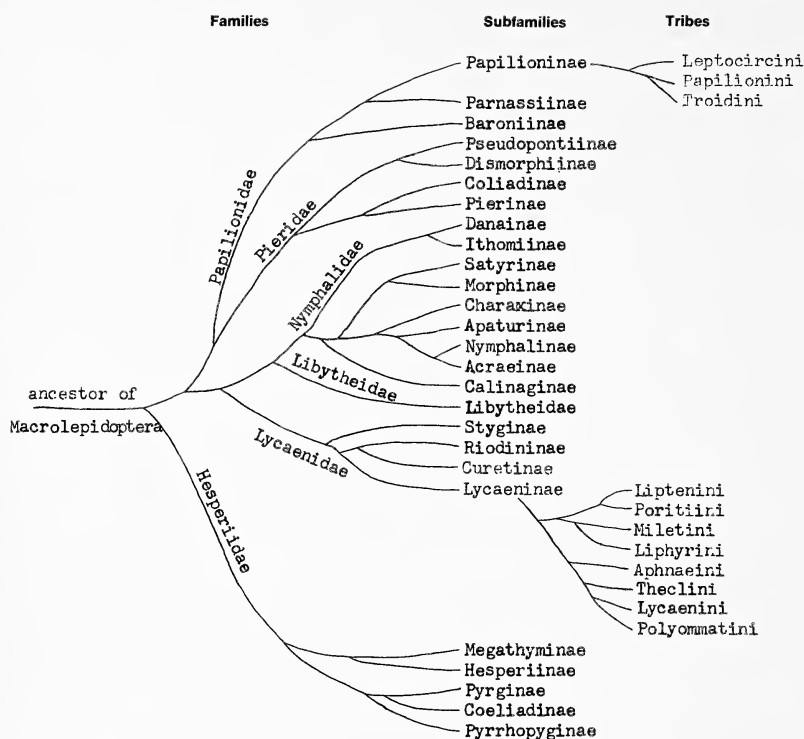 Families Subfamilies Tribes
Papilioninae
Leptocircini
Papilionini
Troidini
Parnassiinae
Baroniinae
Pseudopontiinae
Dismorphiinae
Coliadinae
Pierinae
Danainae
Ithomiinae
Satyrinae
Morphinae
Charaxinae
Apaturinae
Nymphalinae
Acraeinae
Calinaginae
Libytheidae
Styginae
Riodininae
Curetinae
Lycaeninae
Liptenini
Poritiini
Miletini
Liphyrini
Aphnaeini
Theclini
Lycaenini
Polyommatini
Megathyminae
Hesperiinae
Pyrginae
Coeliadinae
Pyrrhopyginae
Papilionidae
Pieridae
Nymphalidae
Libytheidae
Lycaenidae
Hesperiidae
ancestor of
Macrolepidoptera